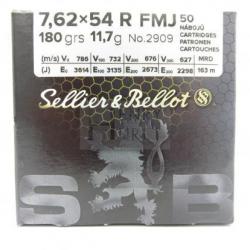 7,62×54 R FMJ
50
NÁBOJŮ
CARTRIDGES
PATRONEN
CARTOUCHES
180 grs 11,7g No.2909
(m/s) V0 786 V100 732 V200 676 V300 627 MRD
(J) E0 3614 E100 3135 E200 2673 E300 2298 163 m
Sellier & Bellot
S&B
S B